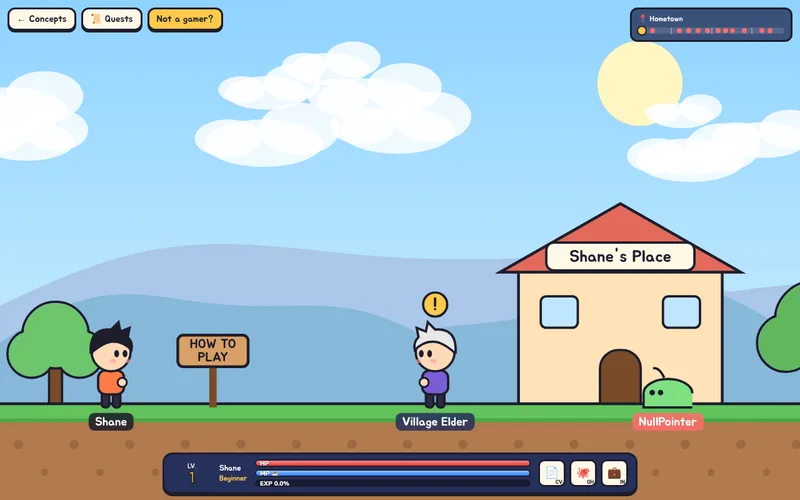 ← Concepts
Quests
Not a gamer?
Hometown
Shane's Place
!
HOW TO
PLAY
Shane
Village Elder
NullPointer
LV.
1
Shane
Beginner
HP
MP
EXP 0.0%
CV
GH
IN